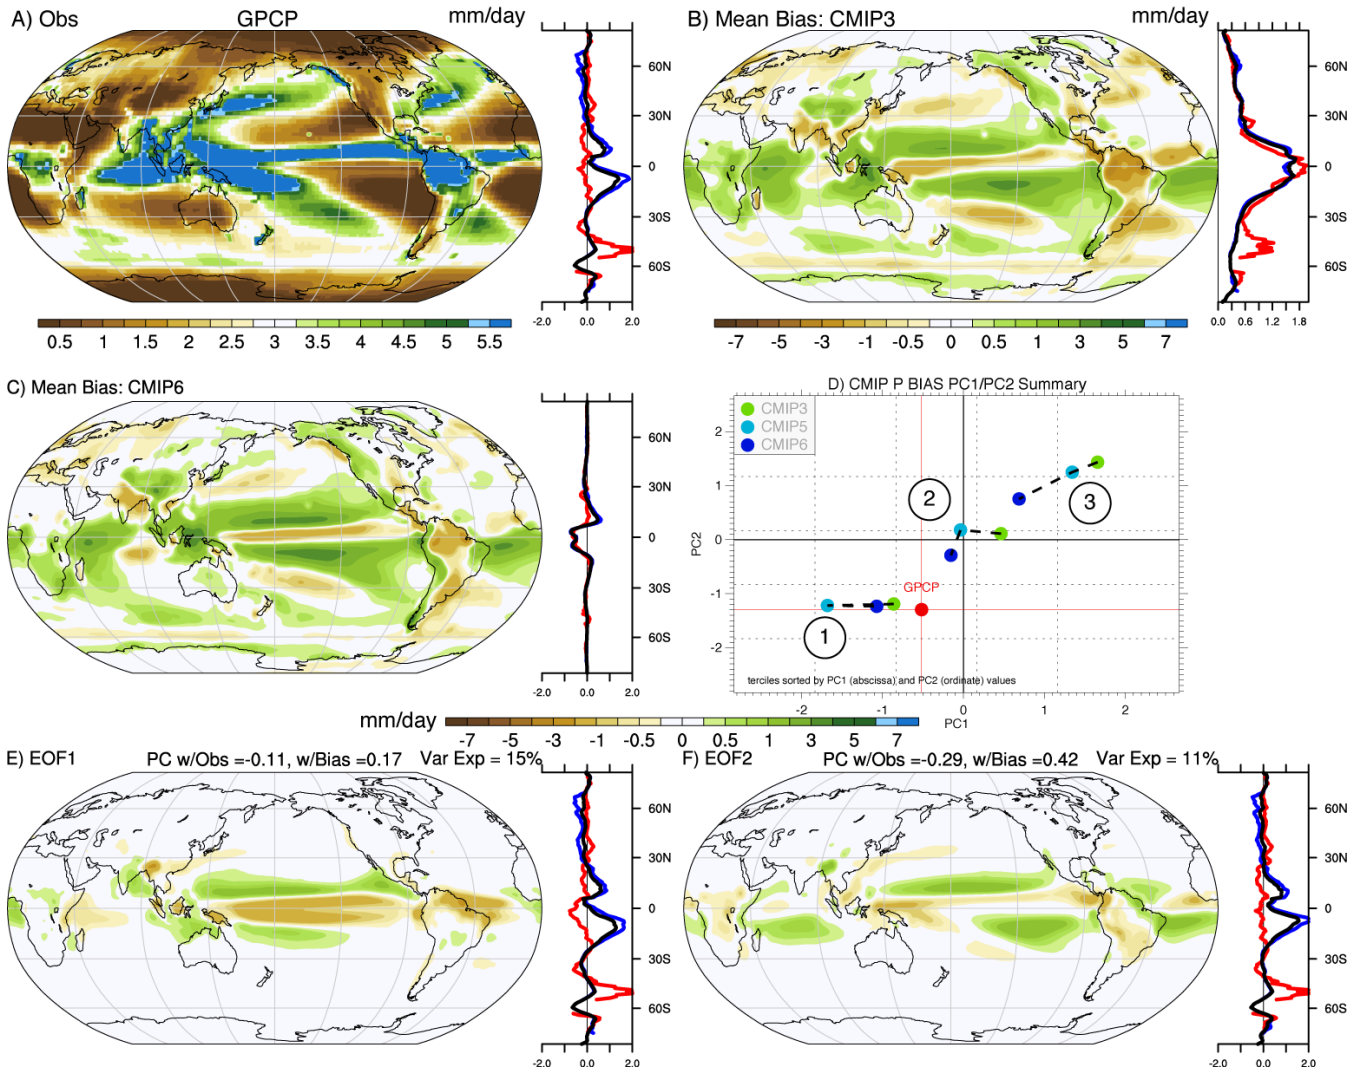 A) Obs GPCP mm/day
60N
30N
0
30S
60S
-2.0 0.0 2.0
0.5 1 1.5 2 2.5 3 3.5 4 4.5 5 5.5
B) Mean Bias: CMIP3 mm/day
60N
30N
0
30S
60S
0.0 0.6 1.2 1.8
-7 -5 -3 -1 -0.5 0 0.5 1 3 5 7
C) Mean Bias: CMIP6
60N
30N
0
30S
60S
-2.0 0.0 2.0
D) CMIP P BIAS PC1/PC2 Summary
CMIP3
CMIP5
CMIP6
2
1
0
-1
-2
PC2
2
3
GPCP
1
terciles sorted by PC1 (abscissa) and PC2 (ordinate) values
-2 -1 0 1 2
PC1
mm/day
-7 -5 -3 -1 -0.5 0 0.5 1 3 5 7
E) EOF1 PC w/Obs =-0.11, w/Bias =0.17 Var Exp = 15%
60N
30N
0
30S
60S
-2.0 0.0 2.0
F) EOF2 PC w/Obs =-0.29, w/Bias =0.42 Var Exp = 11%
60N
30N
0
30S
60S
-2.0 0.0 2.0